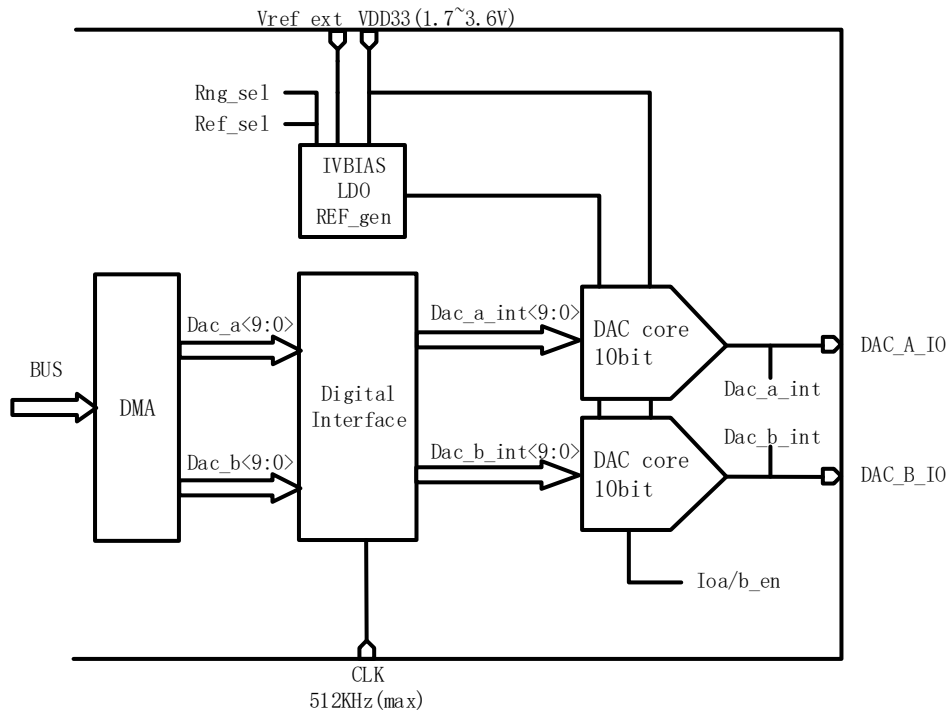 Vref ext VDD33(1.7~3.6V)
Rng_sel
Ref_sel
IVBIAS
LDO
REF_gen
Dac_a<9:0>
Dac_a_int<9:0>
DAC core
10bit
DAC_A_IO
BUS
DMA
Digital
Interface
Dac_a_int
Dac_b<9:0>
Dac_b_int<9:0>
DAC core
10bit
Dac_b_int
DAC_B_IO
Ioa/b_en
CLK
512KHz(max)